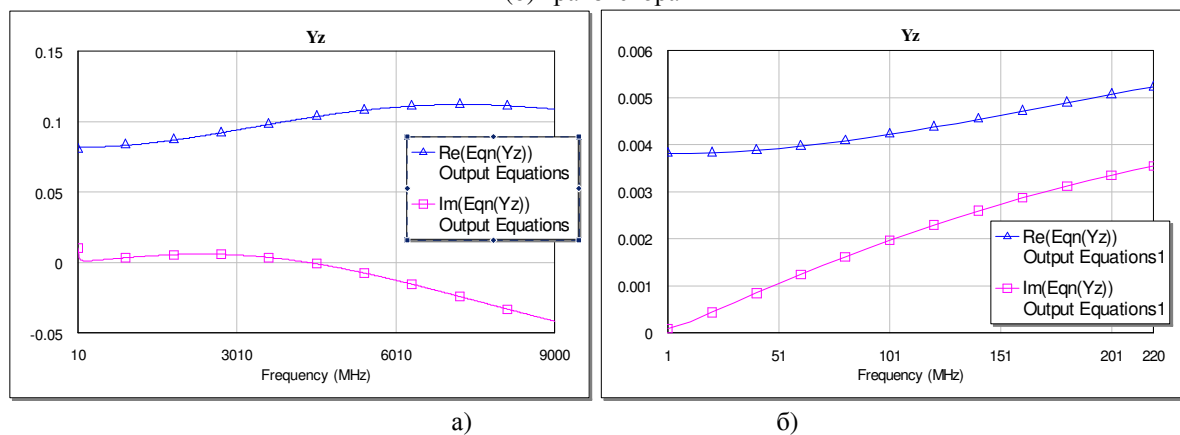 Yz
0.15
0.1
0.05
0
-0.05
10
3010
6010
9000
Frequency (MHz)
Re(Eqn(Yz))
Output Equations
Im(Eqn(Yz))
Output Equations
а)
Yz
0.006
0.005
0.004
0.003
0.002
0.001
0
1
51
101
151
201
220
Frequency (MHz)
Re(Eqn(Yz))
Output Equations1
Im(Eqn(Yz))
Output Equations1
б)